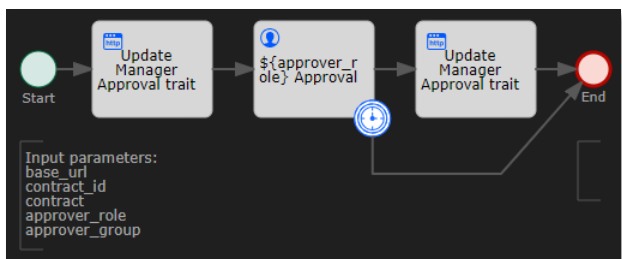 http
Update
Manager
Approval trait
${approver_r
ole} Approval
http
Update
Manager
Approval trait
Start
End
Input parameters:
base_url
contract_id
contract
approver_role
approver_group